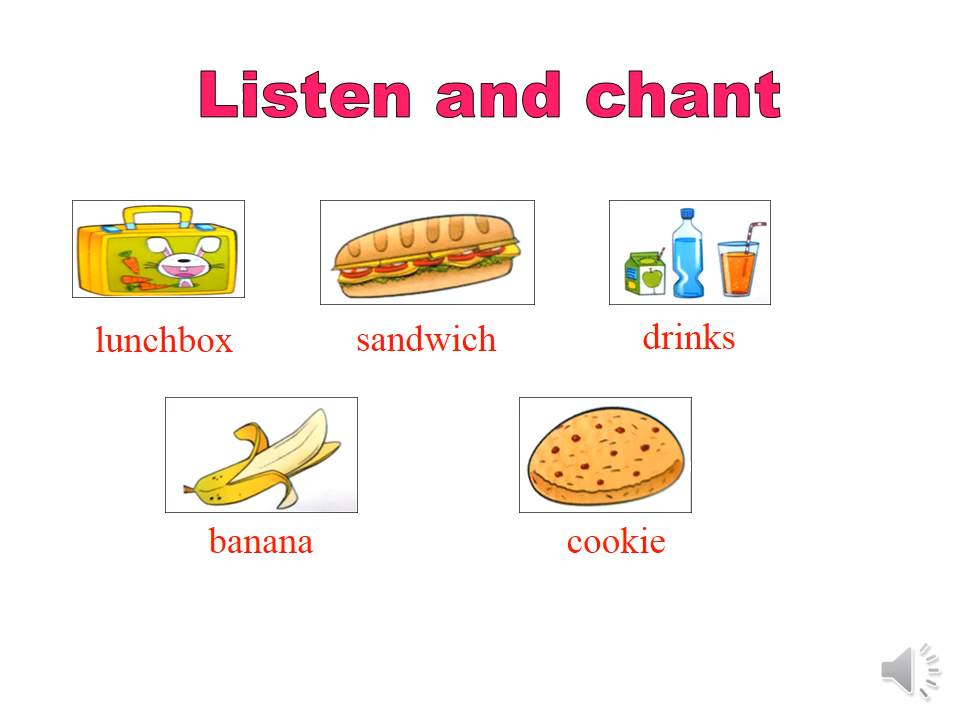 Listen and chant
lunchbox
sandwich
drinks
banana
cookie